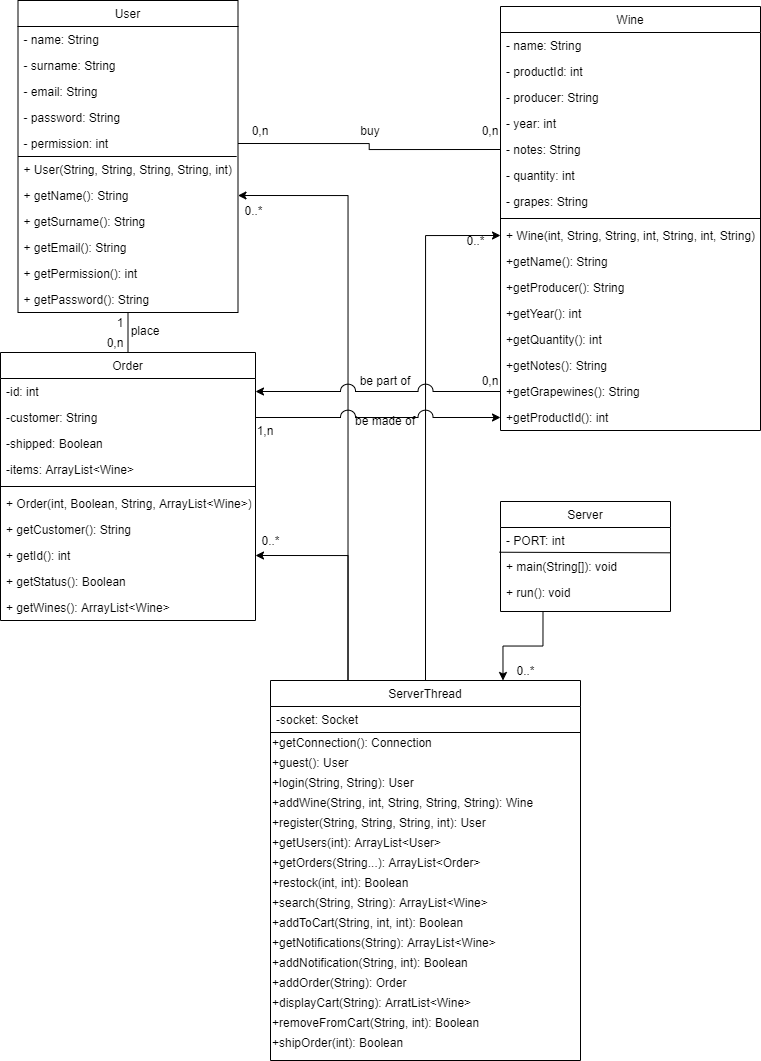 User
- name: String
- surname: String
- email: String
- password: String
- permission: int
+ User(String, String, String, String, int)
+ getName(): String
+ getSurname(): String
+ getEmail(): String
+ getPermission(): int
+ getPassword(): String
0,n
buy
0,n
Wine
- name: String
- productId: int
- producer: String
- year: int
- notes: String
- quantity: int
- grapes: String
+ Wine(int, String, String, int, String, int, String)
+getName(): String
+getProducer(): String
+getYear(): int
+getQuantity(): int
+getNotes(): String
+getGrapewines(): String
+getProductId(): int
0..*
0..*
1
place
0,n
be part of
0,n
be made of
1,n
Order
-id: int
-customer: String
-shipped: Boolean
-items: ArrayList<Wine>
+ Order(int, Boolean, String, ArrayList<Wine>)
+ getCustomer(): String
+ getId(): int
+ getStatus(): Boolean
+ getWines(): ArrayList<Wine>
0..*
Server
- PORT: int
+ main(String[]): void
+ run(): void
0..*
ServerThread
-socket: Socket
+getConnection(): Connection
+guest(): User
+login(String, String): User
+addWine(String, int, String, String, String): Wine
+register(String, String, String, int): User
+getUsers(int): ArrayList<User>
+getOrders(String...): ArrayList<Order>
+restock(int, int): Boolean
+search(String, String): ArrayList<Wine>
+addToCart(String, int, int): Boolean
+getNotifications(String): ArrayList<Wine>
+addNotification(String, int): Boolean
+addOrder(String): Order
+displayCart(String): ArratList<Wine>
+removeFromCart(String, int): Boolean
+shipOrder(int): Boolean